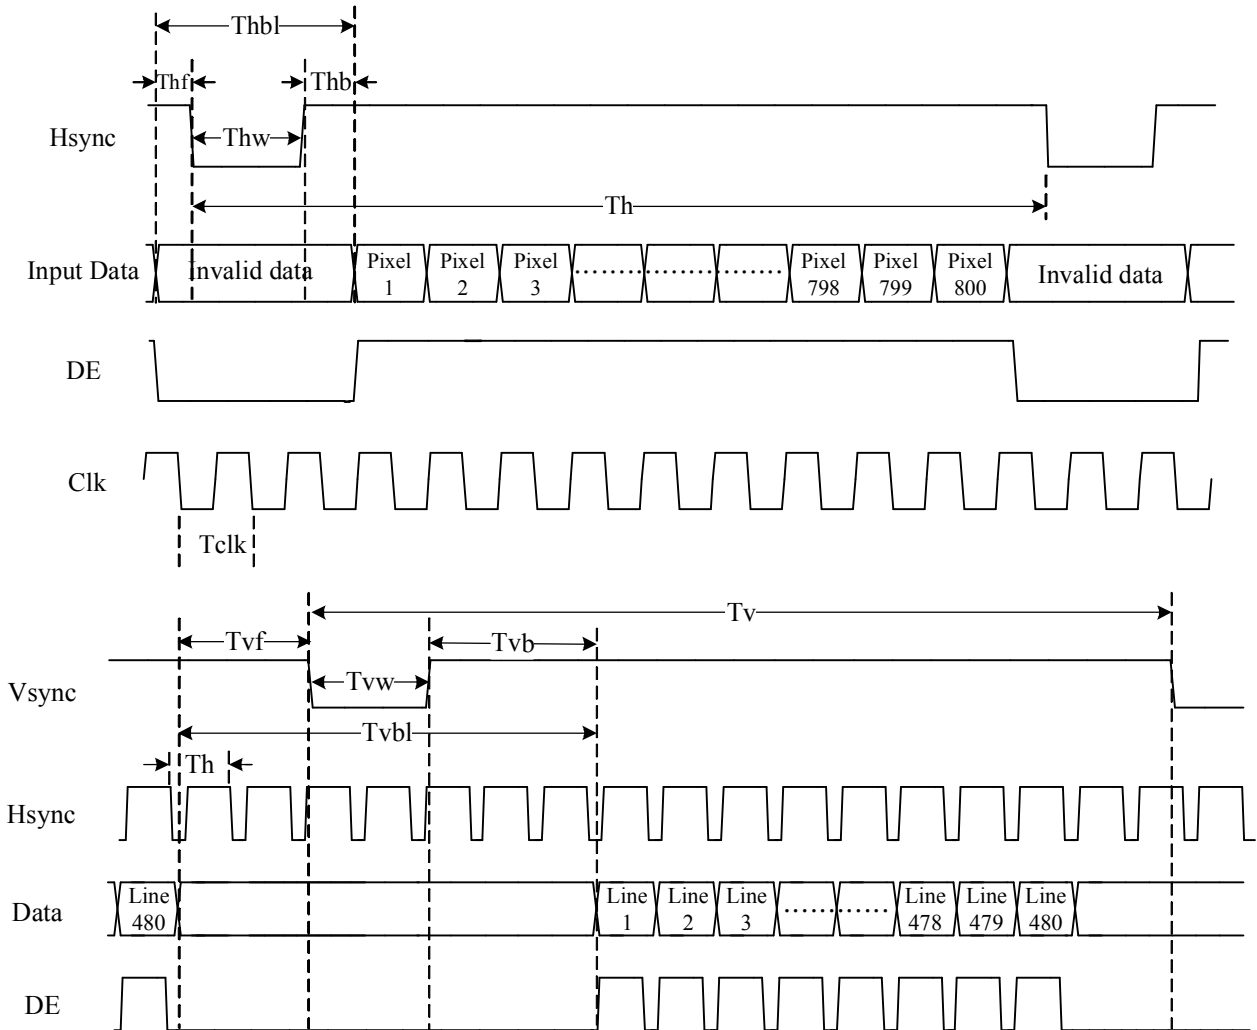 Thbl
Thf
Thb
Hsync
Thw
Th
Input Data
Invalid data
Pixel
1
Pixel
2
Pixel
3
Pixel
798
Pixel
799
Pixel
800
Invalid data
DE
Clk
Tclk
Tv
Tvf
Tvb
Vsync
Tvw
Tvbl
Th
Hsync
Data
Line
480
Line
1
Line
2
Line
3
Line
478
Line
479
Line
480
DE